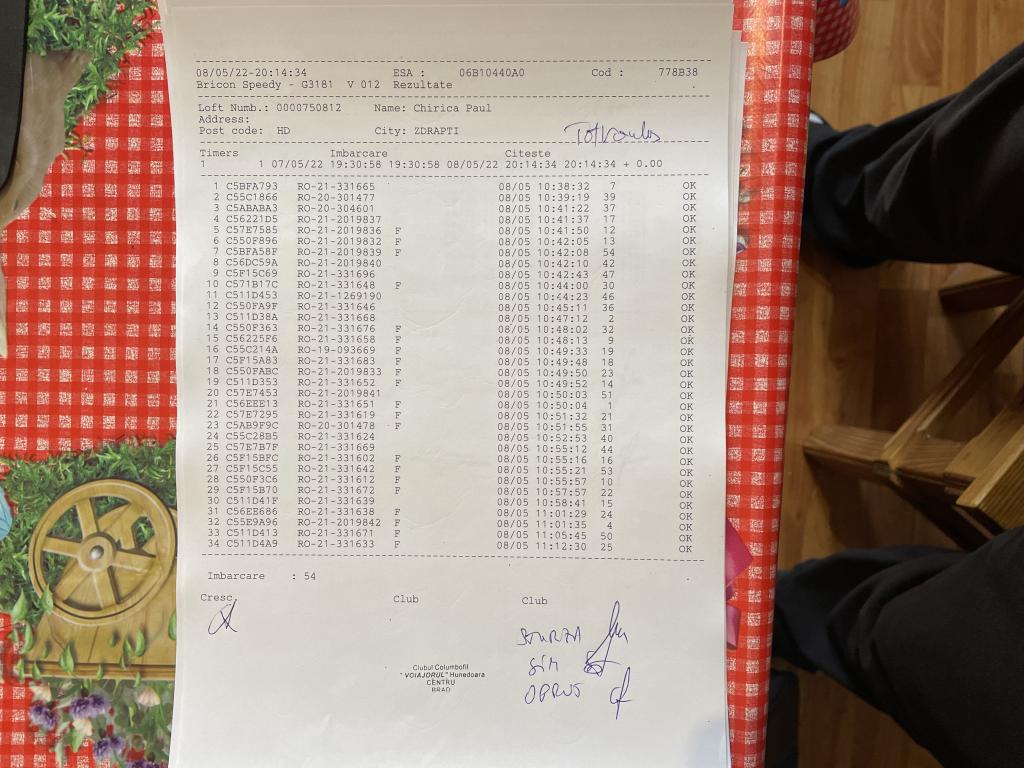 08/05/22-20:14:34 ESA : 06B10440A0 Cod : 778B38
Bricon Speedy - G3181 V 012 Rezultate
Loft Numb.: 0000750812 Name: Chirica Paul
Address:
Post code: HD City: ZDRAPTI
Timers Imbarcare Citeste
1 1 07/05/22 19:30:58 19:30:58 08/05/22 20:14:34 20:14:34 + 0.00
1 C5BFA793 RO-21-331665 08/05 10:38:32 7 OK
2 C55C1866 RO-20-301477 08/05 10:39:19 39 OK
3 C5ABABA3 RO-20-304601 08/05 10:41:22 37 OK
4 C56221D5 RO-21-2019837 08/05 10:41:37 17 OK
5 C57E7585 RO-21-2019836 F 08/05 10:41:50 12 OK
6 C550F896 RO-21-2019832 F 08/05 10:42:05 13 OK
7 C5BFA58F RO-21-2019839 F 08/05 10:42:08 54 OK
8 C56DC59A RO-21-2019840 08/05 10:42:10 42 OK
9 C5F15C69 RO-21-331696 08/05 10:42:43 47 OK
10 C571B17C RO-21-331648 F 08/05 10:44:00 30 OK
11 C511D453 RO-21-1269190 08/05 10:44:23 46 OK
12 C550FA9F RO-21-331646 08/05 10:45:11 36 OK
13 C511D38A RO-21-331668 08/05 10:47:12 2 OK
14 C550F363 RO-21-331676 F 08/05 10:48:02 32 OK
15 C56225F6 RO-21-331658 F 08/05 10:48:13 9 OK
16 C55C214A RO-19-093669 F 08/05 10:49:33 19 OK
17 C5F15A83 RO-21-331683 F 08/05 10:49:48 18 OK
18 C550FABC RO-21-2019833 F 08/05 10:49:50 23 OK
19 C511D353 RO-21-331652 F 08/05 10:49:52 14 OK
20 C57E7453 RO-21-2019841 08/05 10:50:03 51 OK
21 C56EEE13 RO-21-331651 F 08/05 10:50:04 1 OK
22 C57E7295 RO-21-331619 F 08/05 10:51:32 21 OK
23 C5AB9F9C RO-20-301478 F 08/05 10:51:55 31 OK
24 C55C28B5 RO-21-331624 08/05 10:52:53 40 OK
25 C57E7B7F RO-21-331669 08/05 10:55:12 44 OK
26 C5F15BFC RO-21-331602 F 08/05 10:55:16 16 OK
27 C5F15C55 RO-21-331642 F 08/05 10:55:21 53 OK
28 C550F3C6 RO-21-331612 F 08/05 10:55:57 10 OK
29 C5F15B70 RO-21-331672 F 08/05 10:57:57 22 OK
30 C511D41F RO-21-331639 08/05 10:58:41 15 OK
31 C56EE686 RO-21-331638 F 08/05 11:01:29 24 OK
32 C55E9A96 RO-21-2019842 F 08/05 11:01:35 4 OK
33 C511D413 RO-21-331671 F 08/05 11:05:45 50 OK
34 C511D4A9 RO-21-331633 F 08/05 11:12:30 25 OK
Imbarcare : 54
Cresc. Club Club
SIM
OPRUS
Clubul Columbofil
"VOIAJORUL" Hunedoara
CENTRU
BRAD